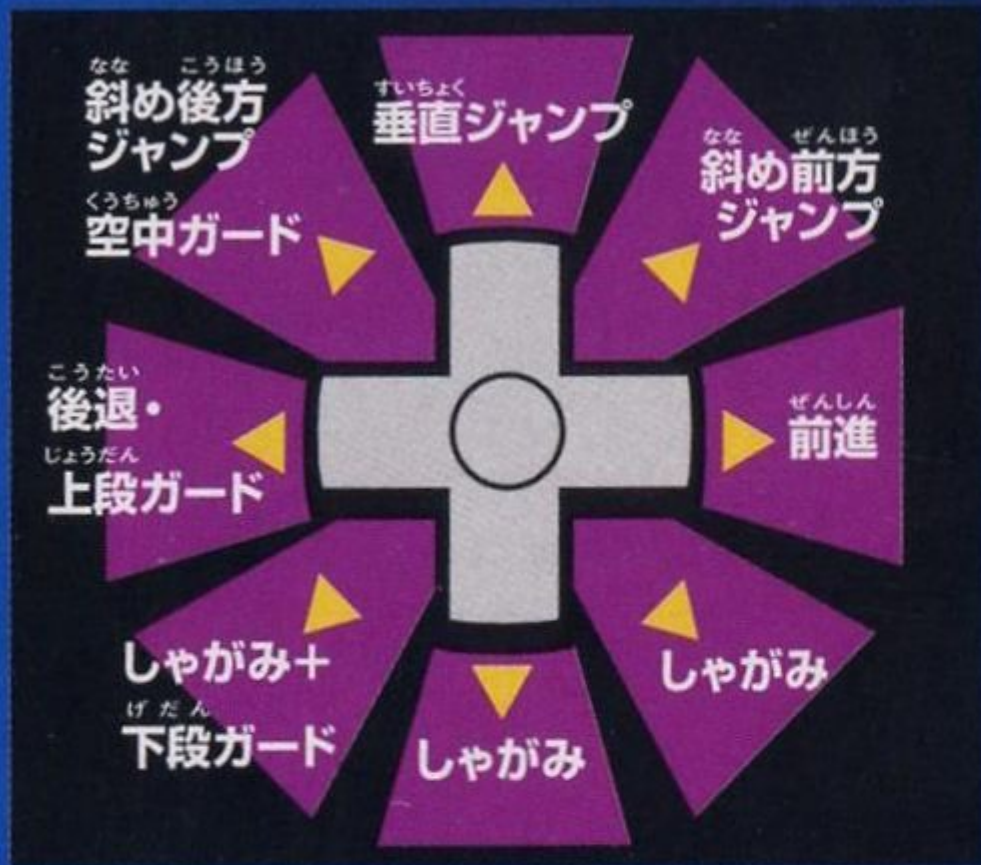 なな こうほう
斜め後方
ジャンプ
くうちゅう
空中ガード
すいちょく
垂直ジャンプ
なな ぜんほう
斜め前方
ジャンプ
こうたい
後退・
じょうだん
上段ガード
ぜんしん
前進
しゃがみ+
げだん
下段ガード
しゃがみ
しゃがみ